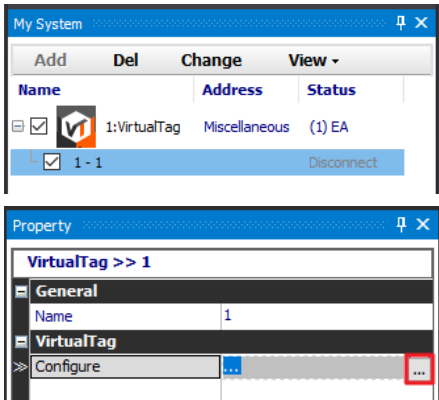 My System
Add Del Change View
Name Address Status
VT 1:VirtualTag Miscellaneous (1) EA
1 - 1 Disconnect
Property
VirtualTag >> 1
General
Name 1
VirtualTag
Configure ... ...